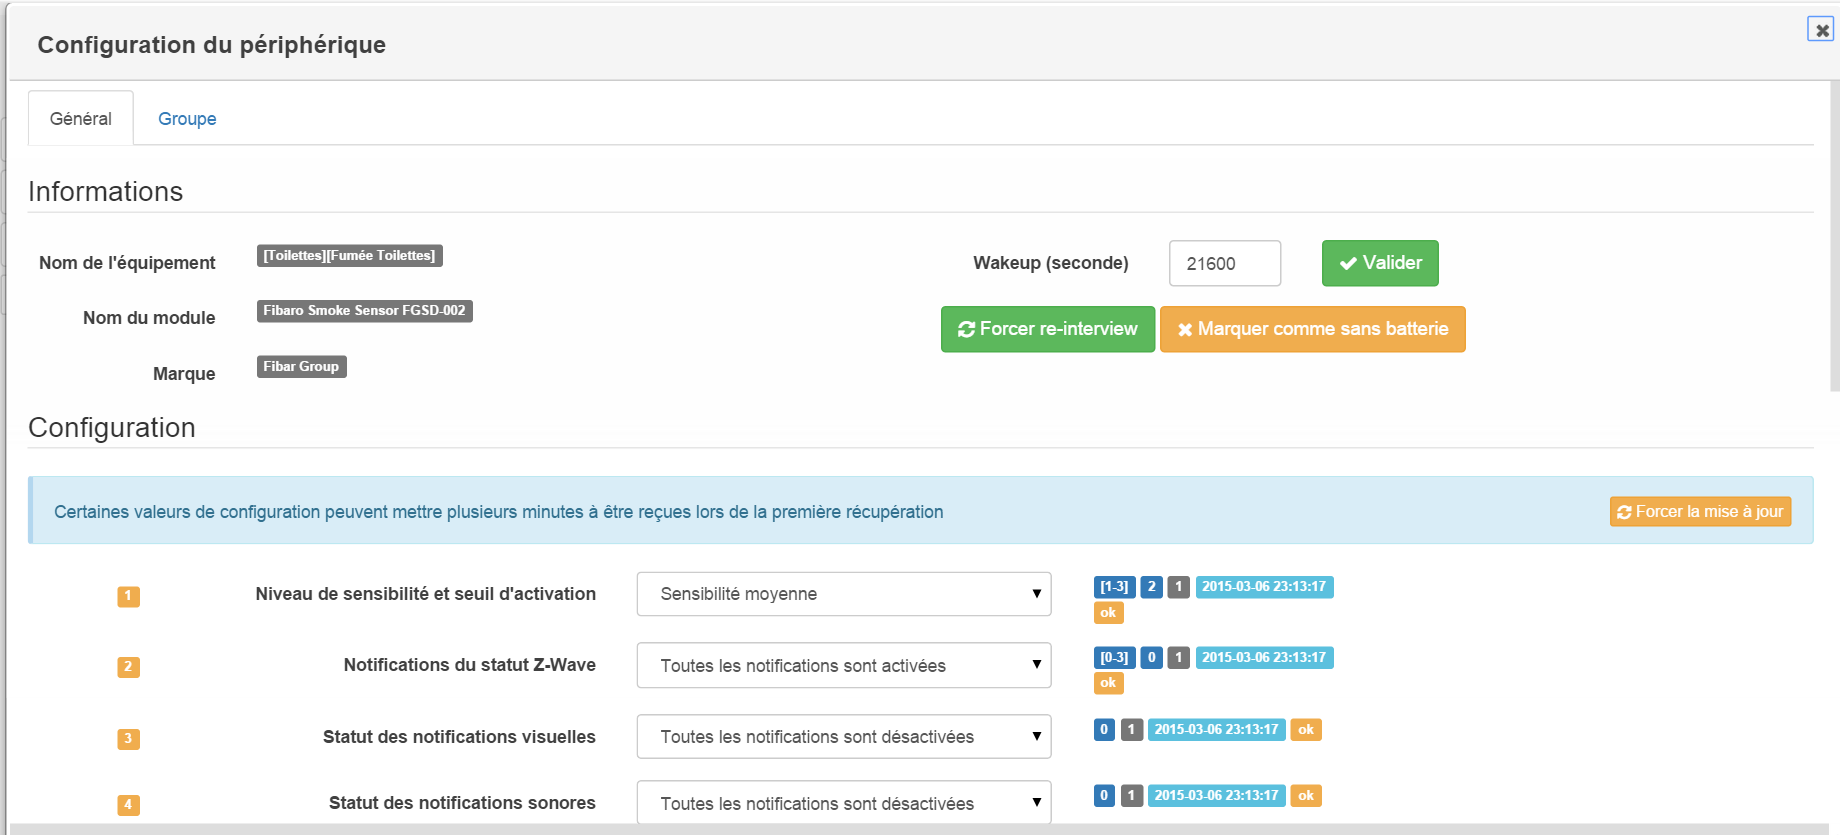 Configuration du périphérique
Général Groupe
Informations
Nom de l'équipement [Toilettes][Fumée Toilettes] Wakeup (seconde) 21600 Valider
Nom du module Fibaro Smoke Sensor FGSD-002 Forcer re-interview Marquer comme sans batterie
Marque Fibar Group
Configuration
Certaines valeurs de configuration peuvent mettre plusieurs minutes à être reçues lors de la première récupération Forcer la mise à jour
1 Niveau de sensibilité et seuil d'activation Sensibilité moyenne [1-3] 2 1 2015-03-06 23:13:17
ok
2 Notifications du statut Z-Wave Toutes les notifications sont activées [0-3] 0 1 2015-03-06 23:13:17
ok
3 Statut des notifications visuelles Toutes les notifications sont désactivées 0 1 2015-03-06 23:13:17 ok
4 Statut des notifications sonores Toutes les notifications sont désactivées 0 1 2015-03-06 23:13:17 ok